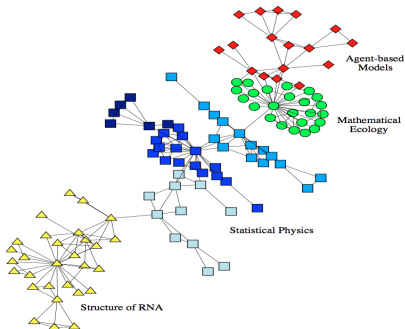 Agent-based
Models
Mathematical
Ecology
Statistical Physics
Structure of RNA